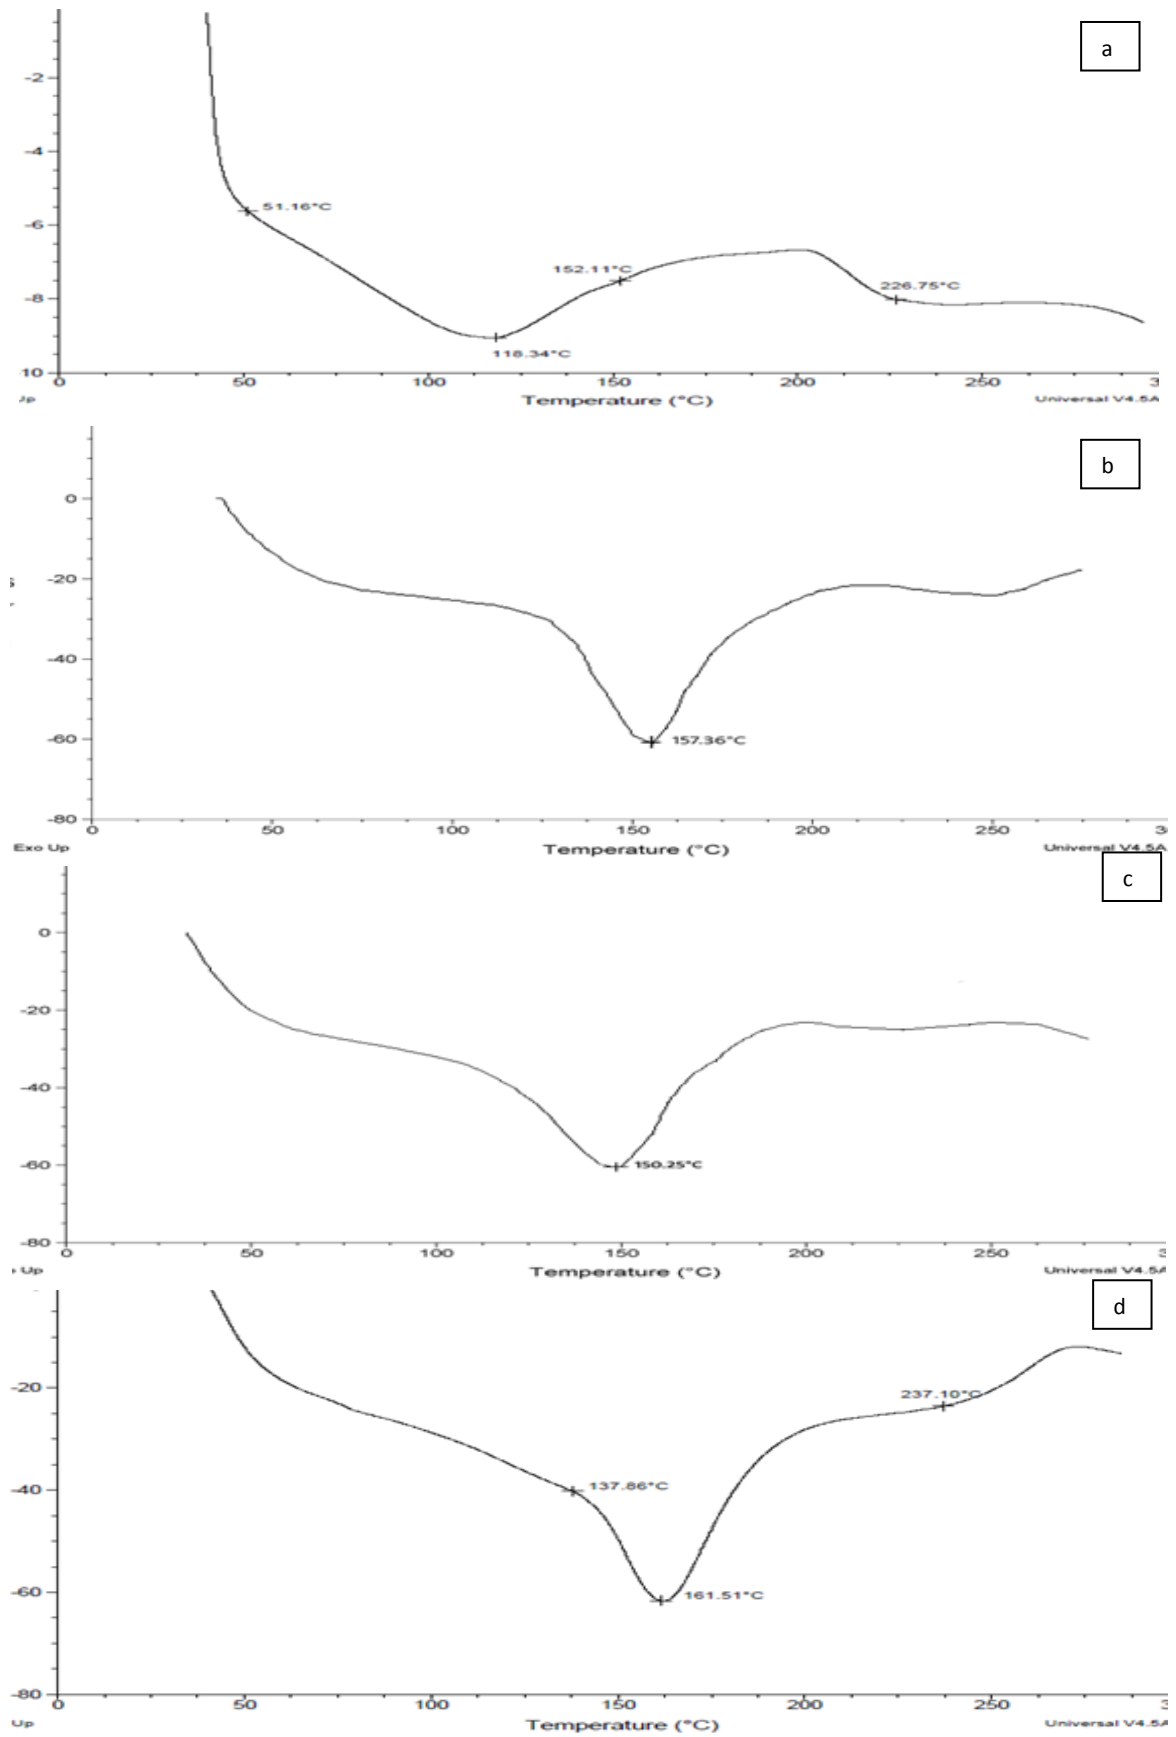 a
-2
-4
51.16°C
-6
152.11°C
226.75°C
-8
118.34°C
10
0 50 100 150 200 250 3
Temperature (°C)
Universal V4.5A
b
0
-20
-40
-60
157.36°C
-80
0 50 100 150 200 250 3
Exo Up
Temperature (°C)
Universal V4.5A
c
0
-20
-40
-60
150.25°C
-80
0 50 100 150 200 250 3
Up
Temperature (°C)
Universal V4.5A
d
-20
237.10°C
-40
137.86°C
-60
161.51°C
-80
0 50 100 150 200 250 3
Up
Temperature (°C)
Universal V4.5A